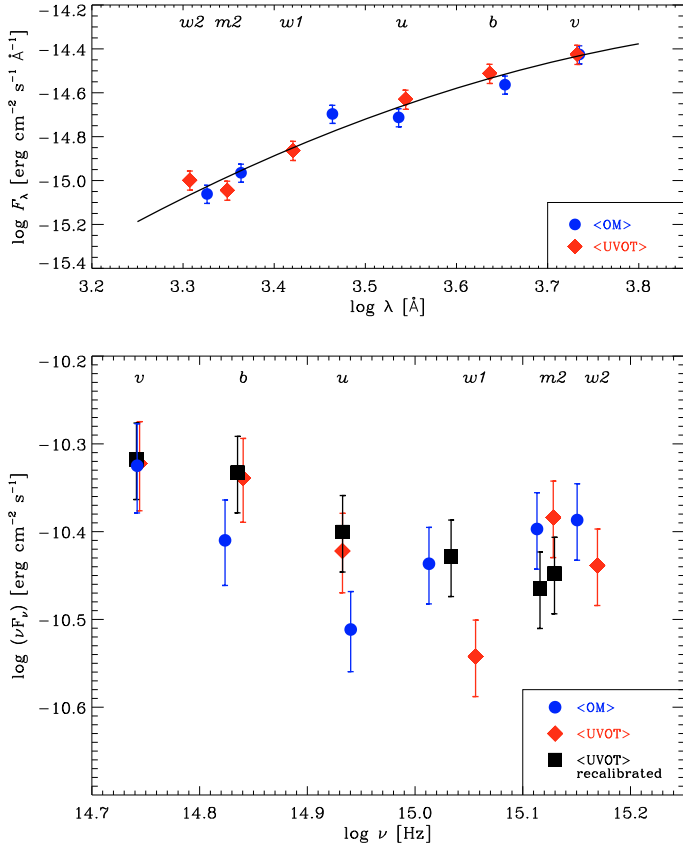 −14.2
w2 m2 w1 u b v
−14.4
−14.6
−14.8
−15.0
−15.2
−15.4
log Fλ [erg cm−2 s−1 Å−1]
<OM>
<UVOT>
3.2 3.3 3.4 3.5 3.6 3.7 3.8
log λ [Å]
−10.2
v b u w1 m2 w2
−10.3
−10.4
−10.5
−10.6
log (νFν) [erg cm−2 s−1]
<OM>
<UVOT>
<UVOT>
recalibrated
14.7 14.8 14.9 15.0 15.1 15.2
log ν [Hz]